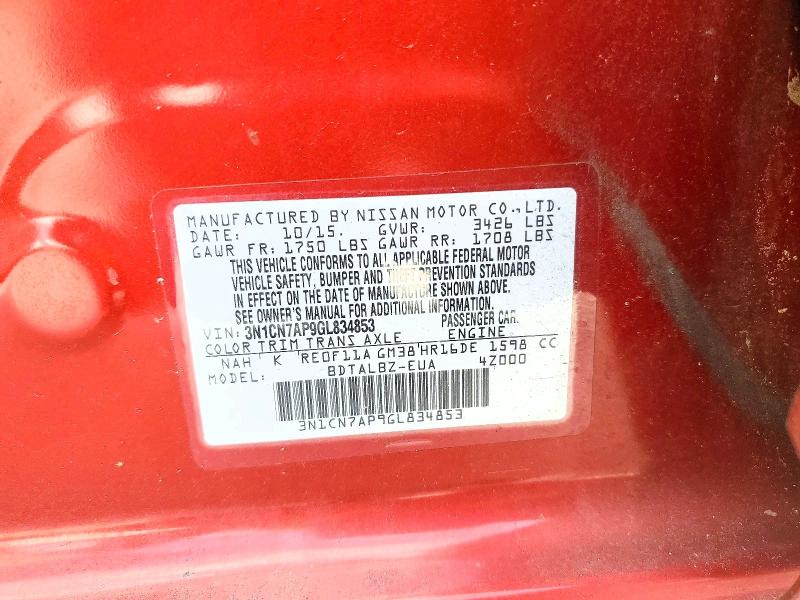 MANUFACTURED BY NISSAN MOTOR CO.,LTD.
DATE: 10/15. GVWR: 3426 LBS
GAWR FR: 1750 LBS GAWR RR: 1708 LBS
THIS VEHICLE CONFORMS TO ALL APPLICABLE FEDERAL MOTOR
VEHICLE SAFETY, BUMPER AND THEFT PREVENTION STANDARDS
IN EFFECT ON THE DATE OF MANUFACTURE SHOWN ABOVE.
SEE OWNER'S MANUAL FOR ADDITIONAL INFORMATION.
VIN: 3N1CN7AP9GL834853 PASSENGER CAR.
COLOR TRIM TRANS AXLE ENGINE
NAH K RE0F11A GM38 HR16DE 1598 CC
MODEL: BDTALBZ-EUA 4Z000
3N1CN7AP9GL834853